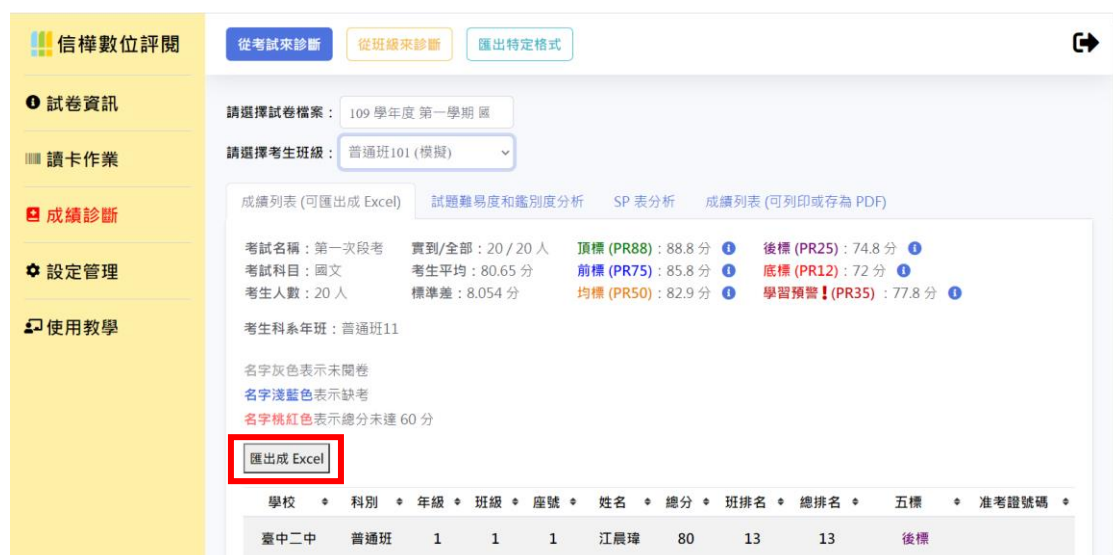 信樺數位評閱
試卷資訊
讀卡作業
成績診斷
設定管理
使用教學
從考試來診斷 從班級來診斷 匯出特定格式
請選擇試卷檔案： 109 學年度 第一學期 國
請選擇考生班級： 普通班101 (模擬)
成績列表 (可匯出成 Excel) 試題難易度和鑑別度分析 SP 表分析 成績列表 (可列印或存為 PDF)
考試名稱：第一次段考 實到/全部：20 / 20 人 頂標 (PR88)：88.8 分 後標 (PR25)：74.8 分
考試科目：國文 考生平均：80.65 分 前標 (PR75)：85.8 分 底標 (PR12)：72 分
考生人數：20 人 標準差：8.054 分 均標 (PR50)：82.9 分 學習預警❗(PR35)：77.8 分
考生科系年班：普通班11
名字灰色表示未閱卷
名字淺藍色表示缺考
名字桃紅色表示總分未達 60 分
匯出成 Excel
學校 科別 年級 班級 座號 姓名 總分 班排名 總排名 五標 准考證號碼
臺中二中 普通班 1 1 1 江晨瑋 80 13 13 後標